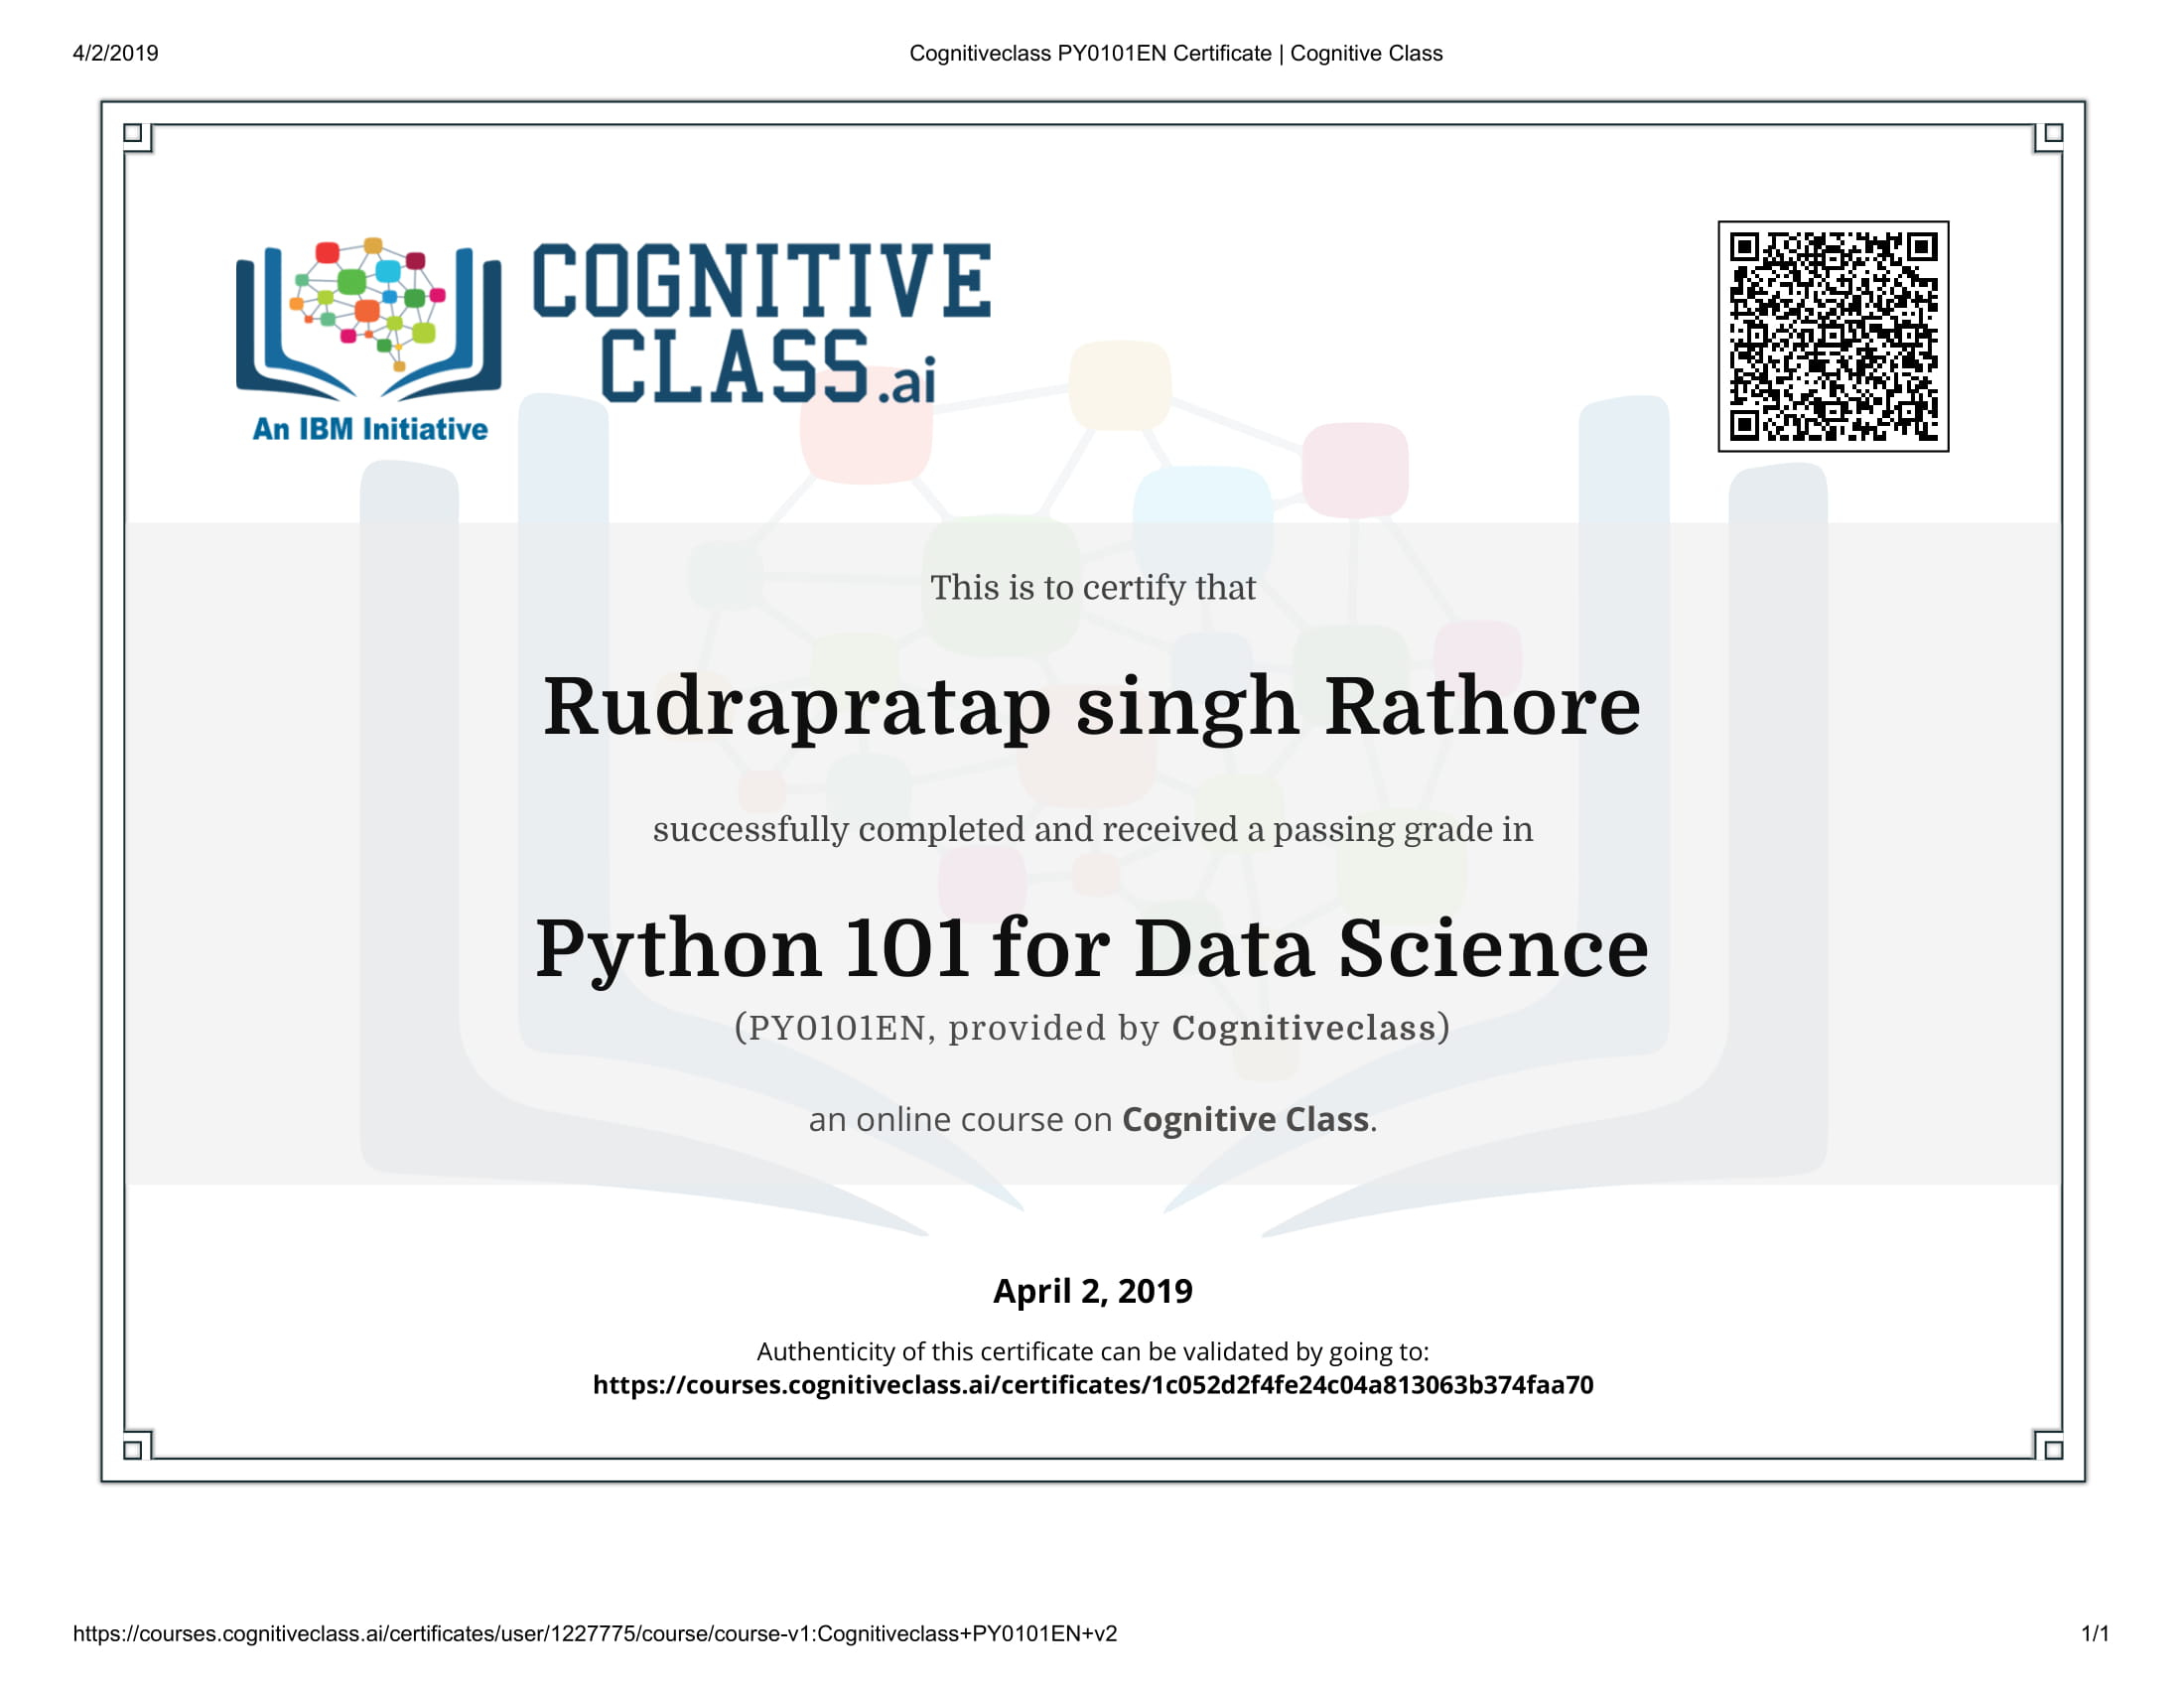 4/2/2019
Cognitiveclass PY0101EN Certificate | Cognitive Class
COGNITIVE
CLASS.ai
An IBM Initiative
This is to certify that
Rudrapratap singh Rathore
successfully completed and received a passing grade in
Python 101 for Data Science
(PY0101EN, provided by Cognitiveclass)
an online course on Cognitive Class.
April 2, 2019
Authenticity of this certificate can be validated by going to:
https://courses.cognitiveclass.ai/certificates/1c052d2f4fe24c04a813063b374faa70
https://courses.cognitiveclass.ai/certificates/user/1227775/course/course-v1:Cognitiveclass+PY0101EN+v2
1/1